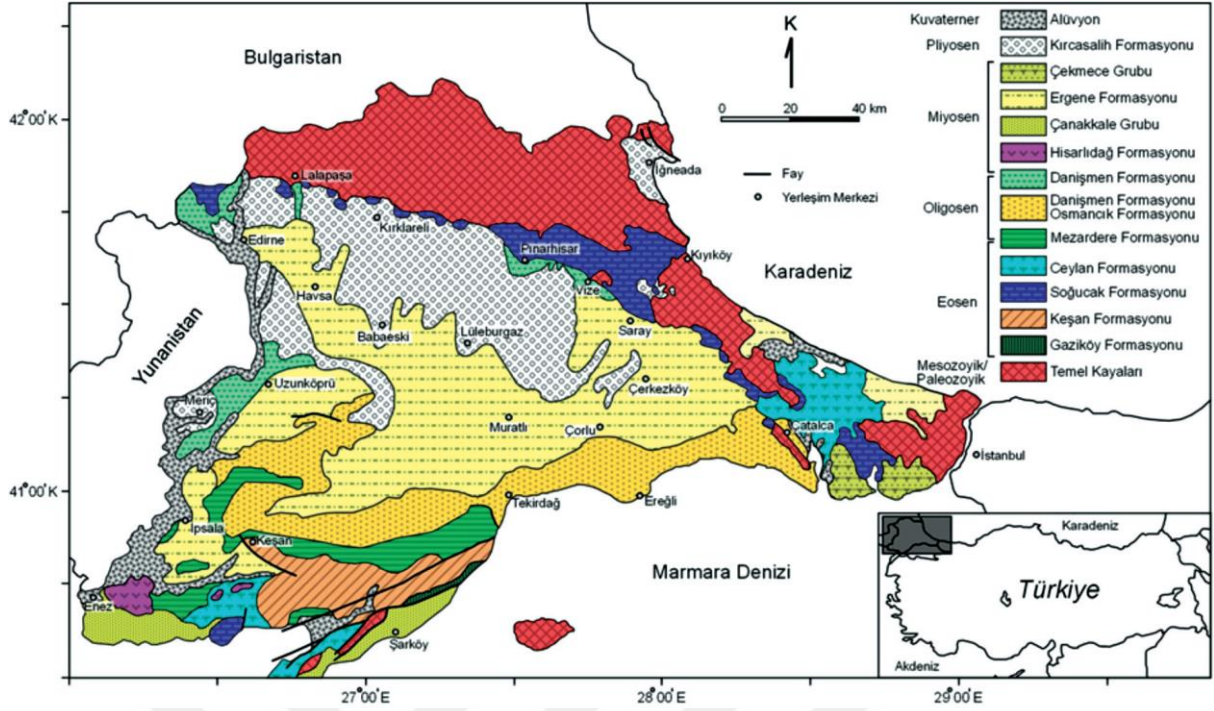 Bulgaristan
Yunanistan
Karadeniz
Marmara Denizi
K
0 20 40 km
Fay
Yerleşim Merkezi
42°00'K
41°00'K
27°00'E
28°00'E
29°00'E
Lalapaşa
İğneada
Kırklareli
Edirne
Pınarhisar
Kıyıköy
Vize
Havsa
Babaeski
Lüleburgaz
Saray
Uzunköprü
Çerkezköy
Meriç
Muratlı
Çorlu
Çatalca
İstanbul
Tekirdağ
Ereğli
İpsala
Keşan
Enez
Şarköy
Kuvaterner
Alüvyon
Pliyosen
Kırcasalih Formasyonu
Miyosen
Çekmece Grubu
Ergene Formasyonu
Çanakkale Grubu
Hisarlıdağ Formasyonu
Oligosen
Danişmen Formasyonu
Danişmen Formasyonu
Osmancık Formasyonu
Mezardere Formasyonu
Eosen
Ceylan Formasyonu
Soğucak Formasyonu
Keşan Formasyonu
Gaziköy Formasyonu
Mesozoyik/
Paleozoyik
Temel Kayaları
Karadeniz
Türkiye
Akdeniz